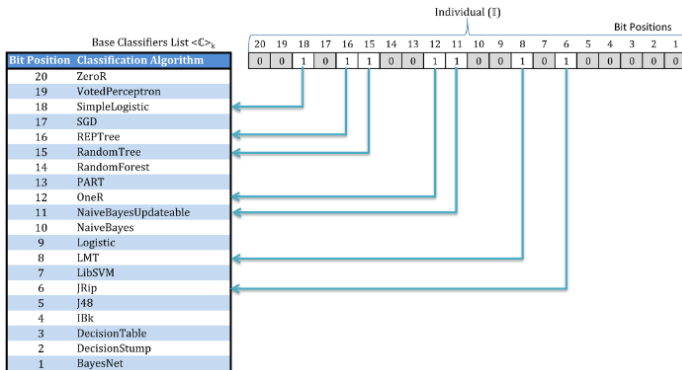 Individual (𝕀)
Bit Positions
Base Classifiers List <ℂ>k
20 19 18 17 16 15 14 13 12 11 10 9 8 7 6 5 4 3 2 1
0 0 1 0 1 1 0 0 1 1 0 0 1 0 1 0 0 0 0 0
Bit Position Classification Algorithm
20 ZeroR
19 VotedPerceptron
18 SimpleLogistic
17 SGD
16 REPTree
15 RandomTree
14 RandomForest
13 PART
12 OneR
11 NaiveBayesUpdateable
10 NaiveBayes
9 Logistic
8 LMT
7 LibSVM
6 JRip
5 J48
4 IBk
3 DecisionTable
2 DecisionStump
1 BayesNet